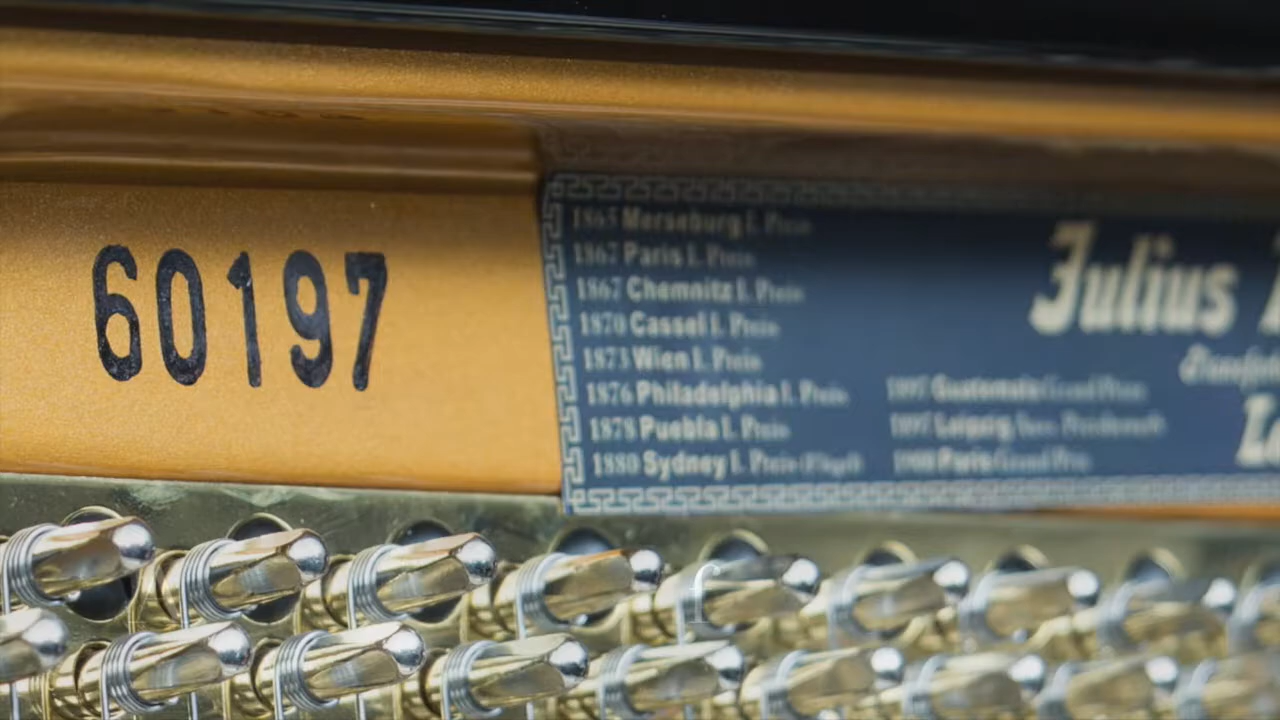 60197
1865 Merseburg I. Preis
1867 Paris I. Preis
1867 Chemnitz I. Preis
1870 Cassel I. Preis
1873 Wien I. Preis
1876 Philadelphia I. Preis
1878 Puebla I. Preis
1880 Sydney I. Preis (Flügel)
1897 Guatemala Grand Prix
1897 Leipzig
Paris Grand Prix
Julius
f